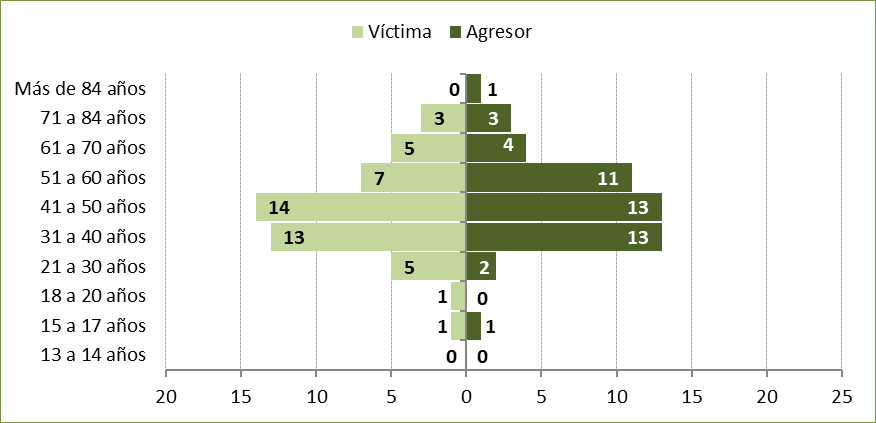 Víctima Agresor
Más de 84 años 0 1
71 a 84 años 3 3
61 a 70 años 5 4
51 a 60 años 7 11
41 a 50 años 14 13
31 a 40 años 13 13
21 a 30 años 5 2
18 a 20 años 1 0
15 a 17 años 1 1
13 a 14 años 0 0
20 15 10 5 0 5 10 15 20 25